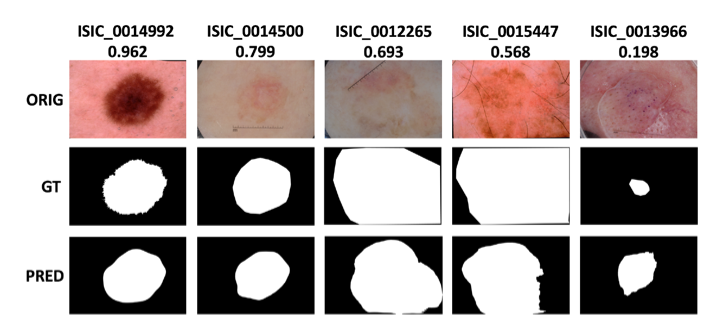 ISIC_0014992 ISIC_0014500 ISIC_0012265 ISIC_0015447 ISIC_0013966
0.962 0.799 0.693 0.568 0.198
ORIG
GT
PRED